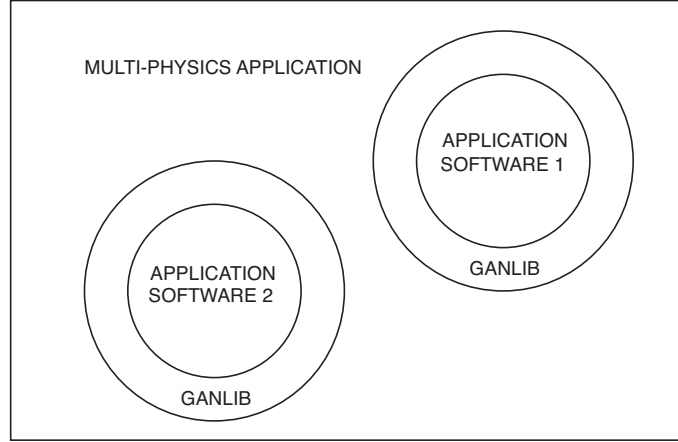 MULTI-PHYSICS APPLICATION
APPLICATION
SOFTWARE 1
GANLIB
APPLICATION
SOFTWARE 2
GANLIB